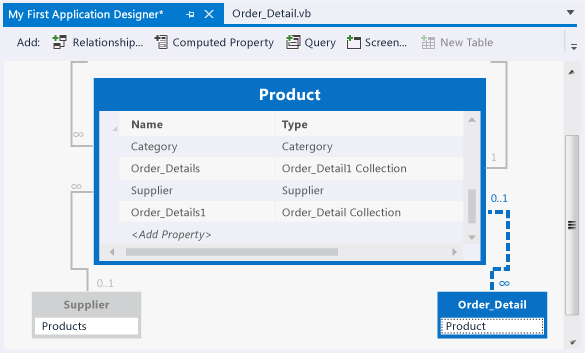 My First Application Designer* Order_Detail.vb
Add: Relationship... Computed Property Query Screen... New Table
Product
Name Type
Category Catergory
∞
Order_Details Order_Detail1 Collection
1
Supplier Supplier
∞
0..1
Order_Details1 Order_Detail Collection
<Add Property>
0..1
∞
Supplier
Products
Order_Detail
Product